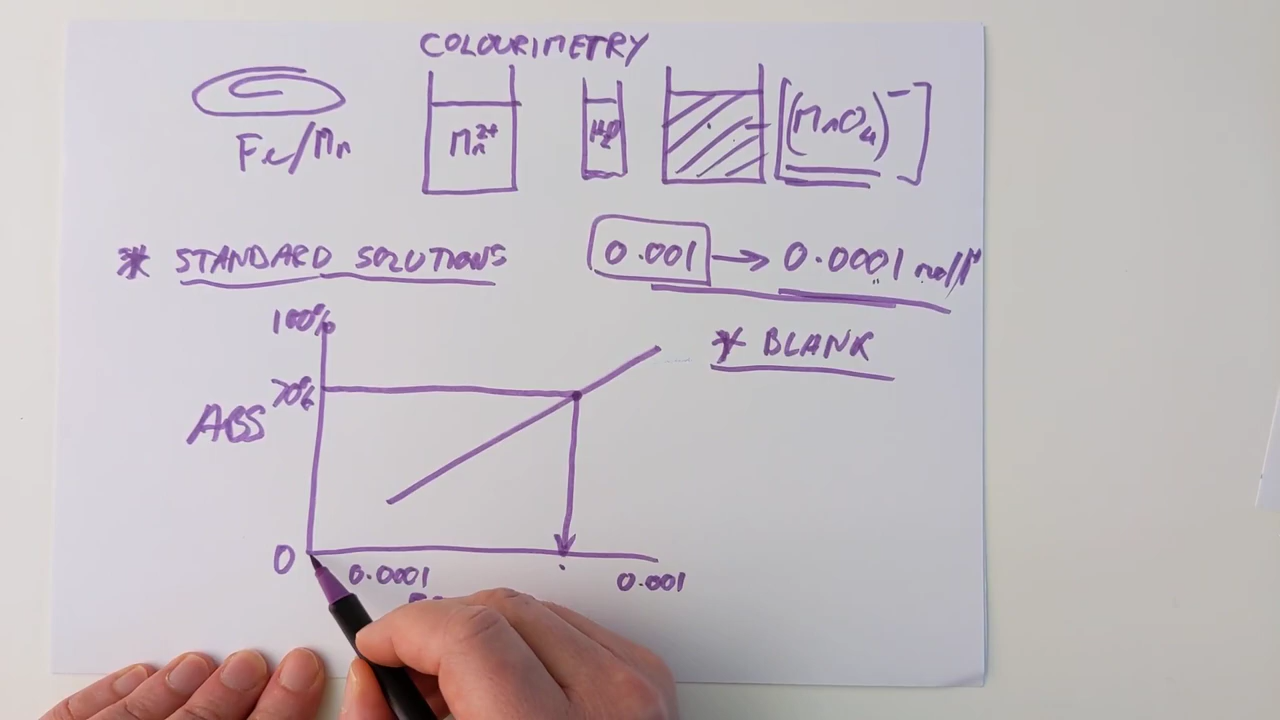 COLOURIMETRY
Fe/Mn
Mn²⁺
H₂O
[(MnO₄)⁻]
* STANDARD SOLUTIONS
0.001 → 0.0001 mol/l
* BLANK
100%
70%
ABS
0
0.0001
0.001